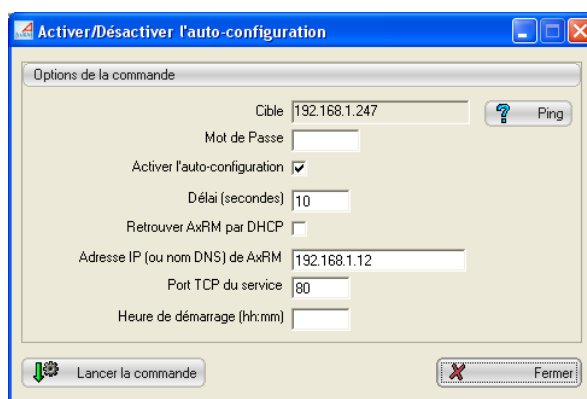 Activer/Désactiver l'auto-configuration
Options de la commande
Cible 192.168.1.247 Ping
Mot de Passe
Activer l'auto-configuration
Délai (secondes) 10
Retrouver AxRM par DHCP
Adresse IP (ou nom DNS) de AxRM 192.168.1.12
Port TCP du service 80
Heure de démarrage (hh:mm)
Lancer la commande Fermer